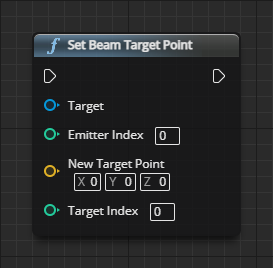 f Set Beam Target Point
Target
Emitter Index 0
New Target Point
X 0 Y 0 Z 0
Target Index 0